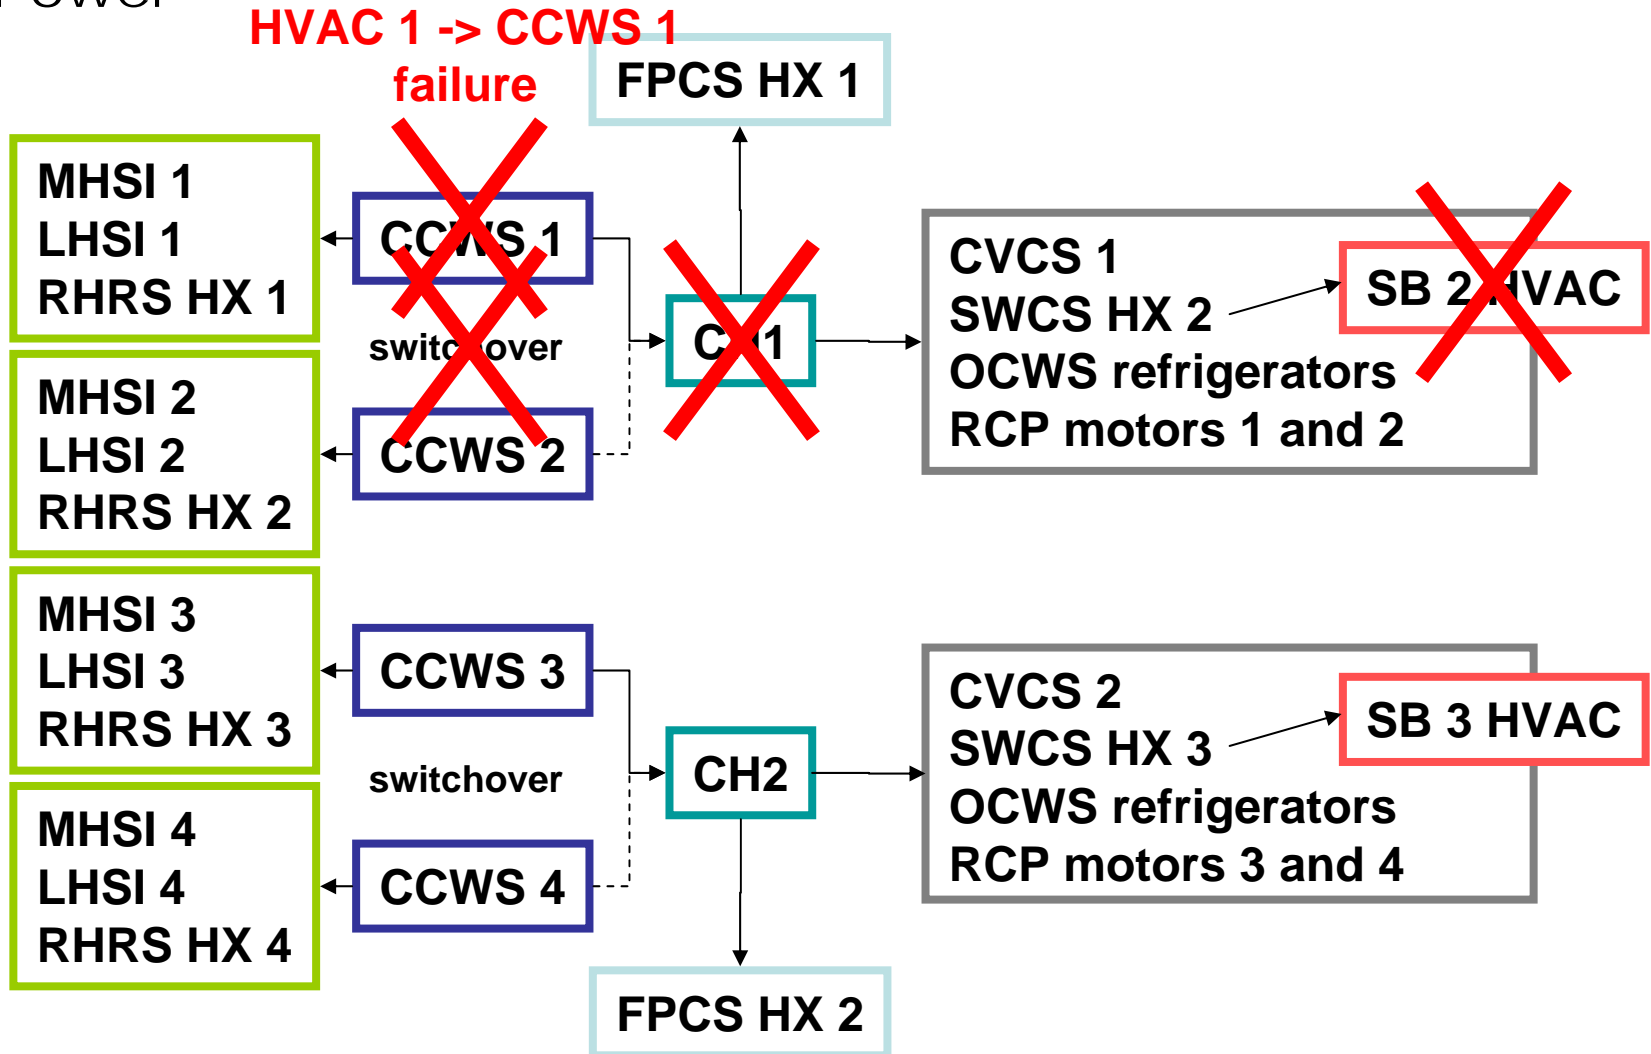 Power
HVAC 1 -> CCWS 1
failure
FPCS HX 1
MHSI 1
LHSI 1
RHRS HX 1
CCWS 1
switchover
CCWS 2
MHSI 2
LHSI 2
RHRS HX 2
CH1
CVCS 1
SWCS HX 2
OCWS refrigerators
RCP motors 1 and 2
SB 2 HVAC
MHSI 3
LHSI 3
RHRS HX 3
CCWS 3
switchover
CCWS 4
MHSI 4
LHSI 4
RHRS HX 4
CH2
CVCS 2
SWCS HX 3
OCWS refrigerators
RCP motors 3 and 4
SB 3 HVAC
FPCS HX 2